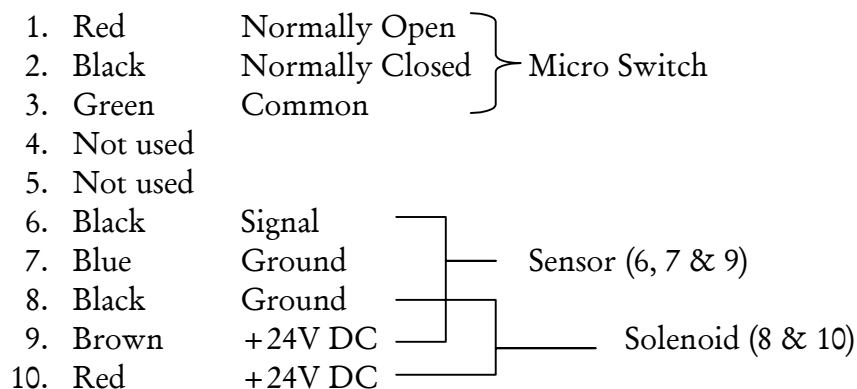 1. Red Normally Open
2. Black Normally Closed Micro Switch
3. Green Common
4. Not used
5. Not used
6. Black Signal
7. Blue Ground Sensor (6, 7 & 9)
8. Black Ground
9. Brown +24V DC Solenoid (8 & 10)
10. Red +24V DC